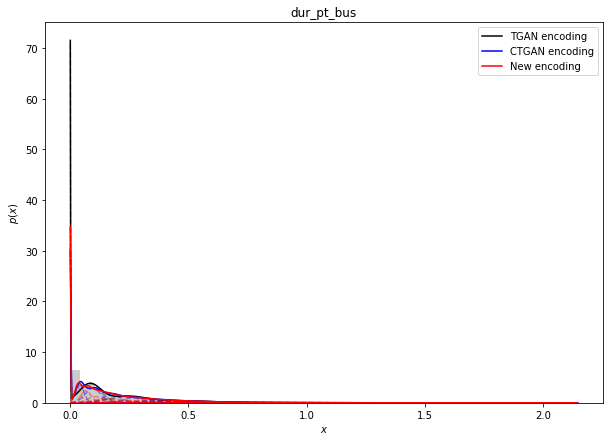 dur_pt_bus
TGAN encoding
CTGAN encoding
New encoding
70
60
50
40
30
20
10
0
p(x)
0.0 0.5 1.0 1.5 2.0
x